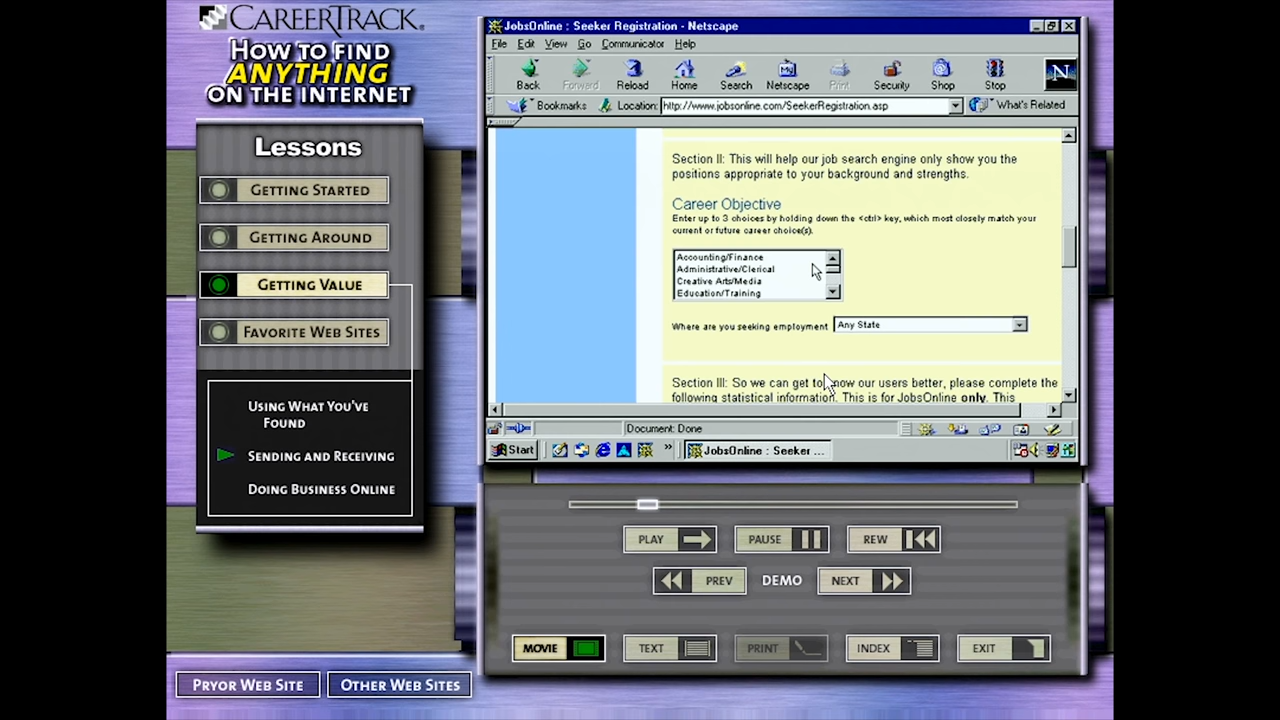 CAREERTRACK®
HOW TO FIND
ANYTHING
ON THE INTERNET
Lessons
GETTING STARTED
GETTING AROUND
GETTING VALUE
FAVORITE WEB SITES
USING WHAT YOU'VE
FOUND
SENDING AND RECEIVING
DOING BUSINESS ONLINE
PRYOR WEB SITE
OTHER WEB SITES
JobsOnline : Seeker Registration - Netscape
File Edit View Go Communicator Help
Back Forward Reload Home Search Netscape Print Security Shop Stop
N
Bookmarks Location: http://www.jobsonline.com/SeekerRegistration.asp What's Related
Section II: This will help our job search engine only show you the
positions appropriate to your background and strengths.
Career Objective
Enter up to 3 choices by holding down the <ctrl> key, which most closely match your
current or future career choice(s).
Accounting/Finance
Administrative/Clerical
Creative Arts/Media
Education/Training
Where are you seeking employment Any State
Section III: So we can get to know our users better, please complete the
following statistical information. This is for JobsOnline only. This
Document: Done
Start » JobsOnline : Seeker ...
PLAY PAUSE REW
PREV DEMO NEXT
MOVIE TEXT PRINT INDEX EXIT